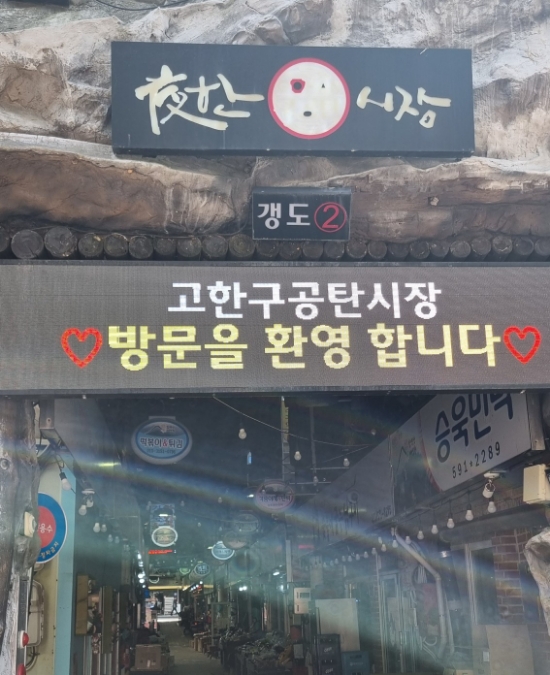 夜한 맛 시장
갱도 2
고한구공탄시장
♡방문을 환영 합니다♡
승욱민박
591-2289